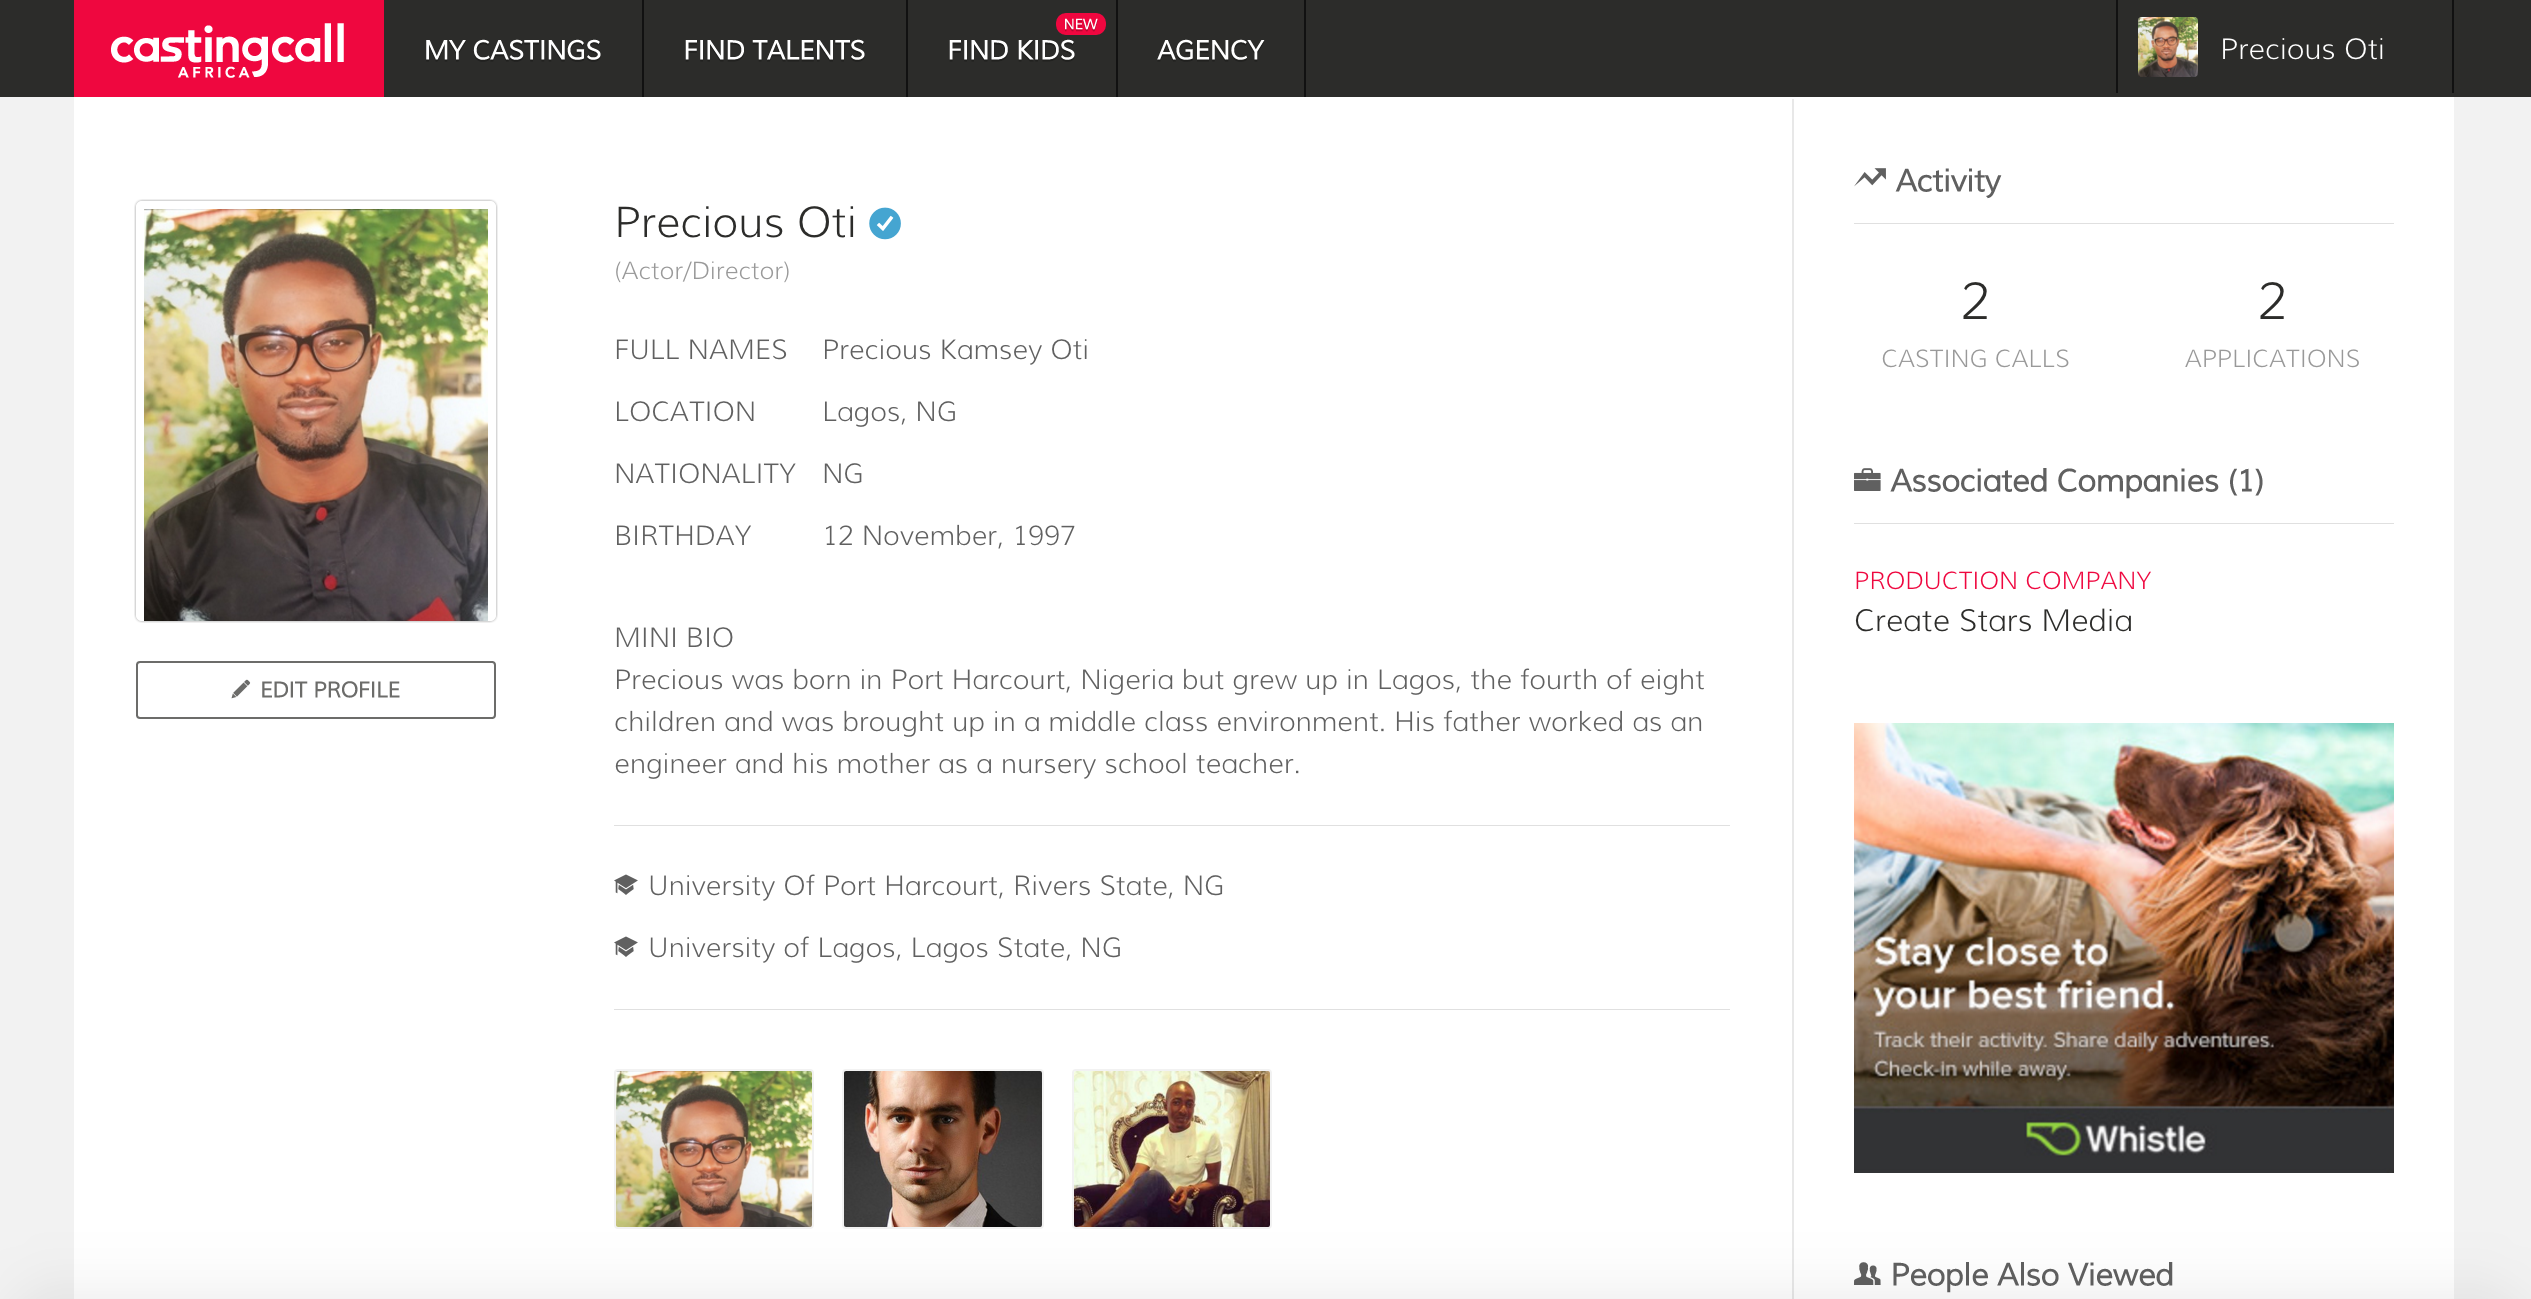 castingcall
AFRICA
MY CASTINGS
FIND TALENTS
FIND KIDS
NEW
AGENCY
Precious Oti
Precious Oti
(Actor/Director)
FULL NAMES Precious Kamsey Oti
LOCATION Lagos, NG
NATIONALITY NG
BIRTHDAY 12 November, 1997
MINI BIO
Precious was born in Port Harcourt, Nigeria but grew up in Lagos, the fourth of eight
children and was brought up in a middle class environment. His father worked as an
engineer and his mother as a nursery school teacher.
University Of Port Harcourt, Rivers State, NG
University of Lagos, Lagos State, NG
EDIT PROFILE
Activity
2
CASTING CALLS
2
APPLICATIONS
Associated Companies (1)
PRODUCTION COMPANY
Create Stars Media
Stay close to
your best friend.
Track their activity. Share daily adventures.
Check-in while away.
Whistle
People Also Viewed